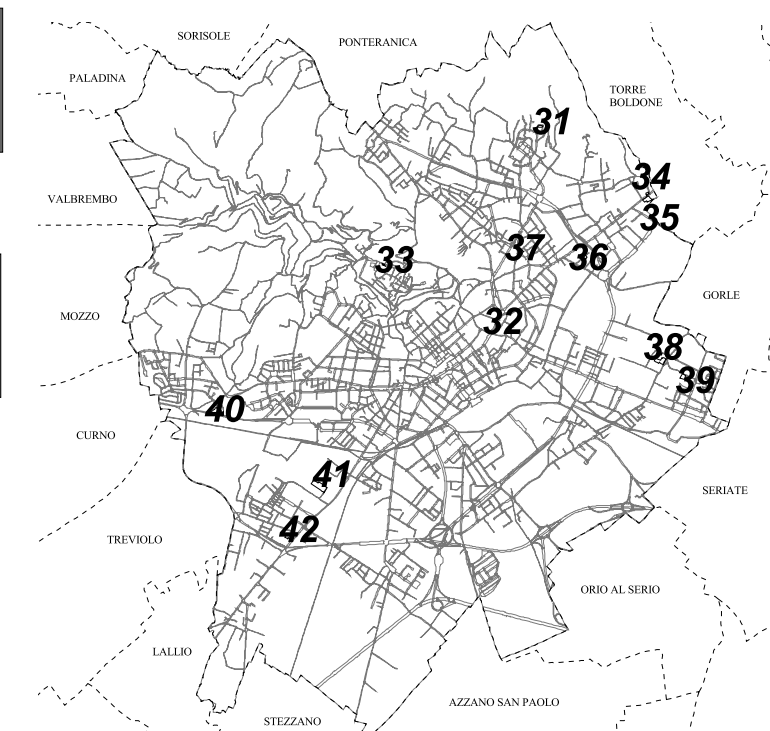 SORISOLE
PONTERANICA
PALADINA
TORRE
BOLDONE
31
34
VALBREMBO
35
37
36
33
GORLE
MOZZO
32
38
39
40
CURNO
41
SERIATE
42
TREVIOLO
ORIO AL SERIO
LALLIO
AZZANO SAN PAOLO
STEZZANO